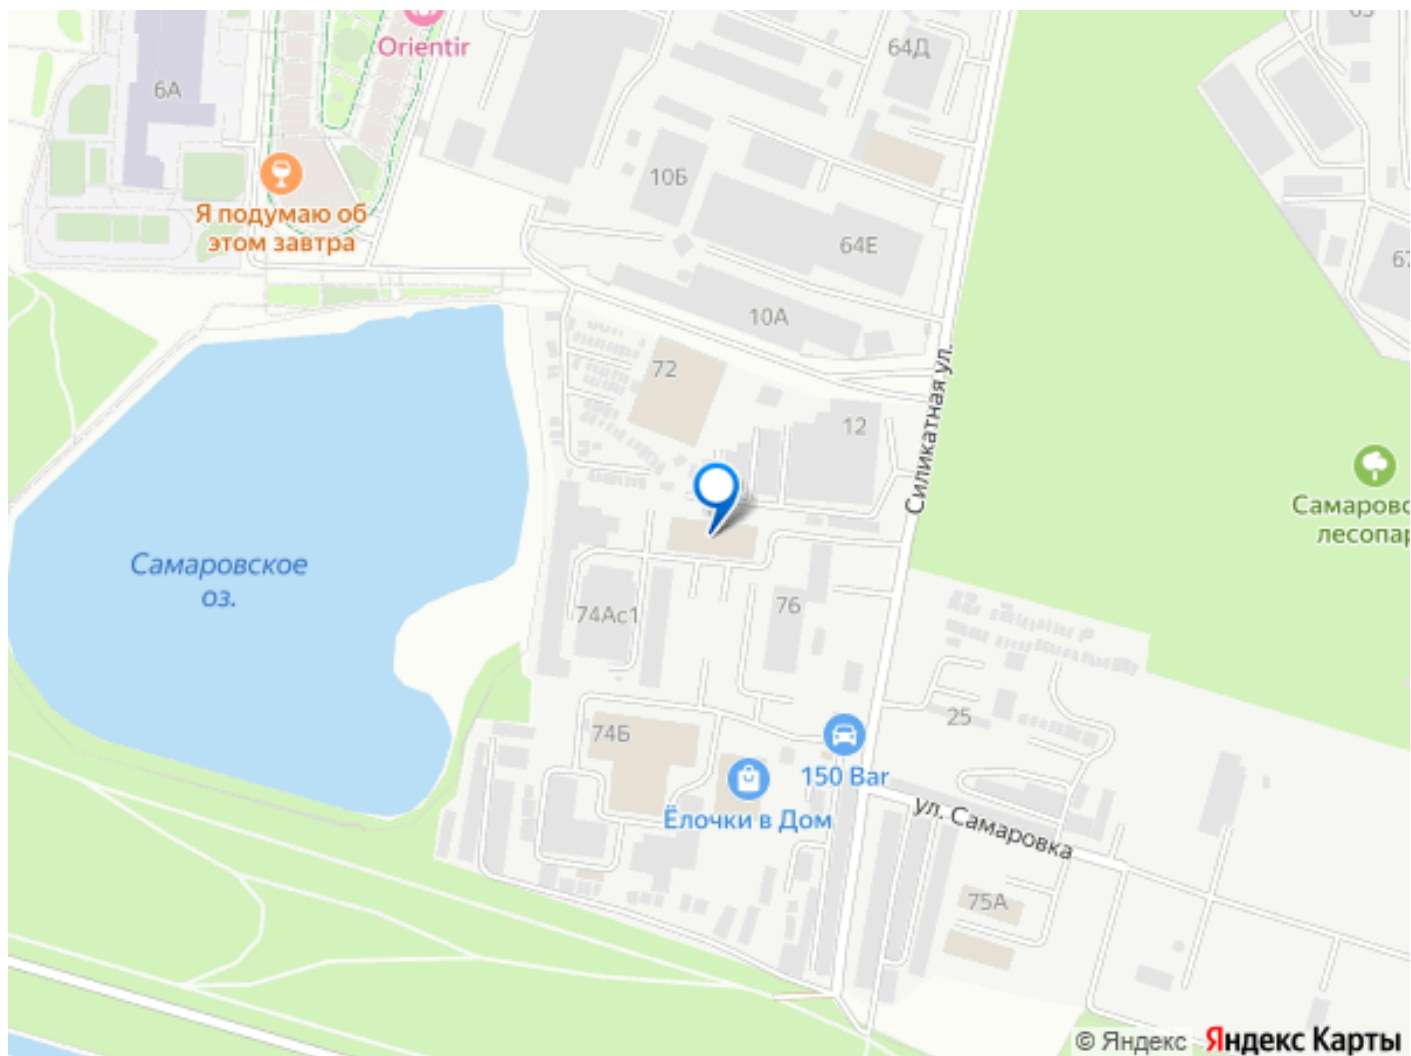 Orientir
64Д
6А
10Б
Я подумаю об
этом завтра
64Е
67
10А
72
12
Силикатная ул.
Самаровское
оз.
74Ас1
76
25
74Б
150 Bar
Ёлочки в Дом
ул. Самаровка
75А
© Яндекс
Яндекс Карты